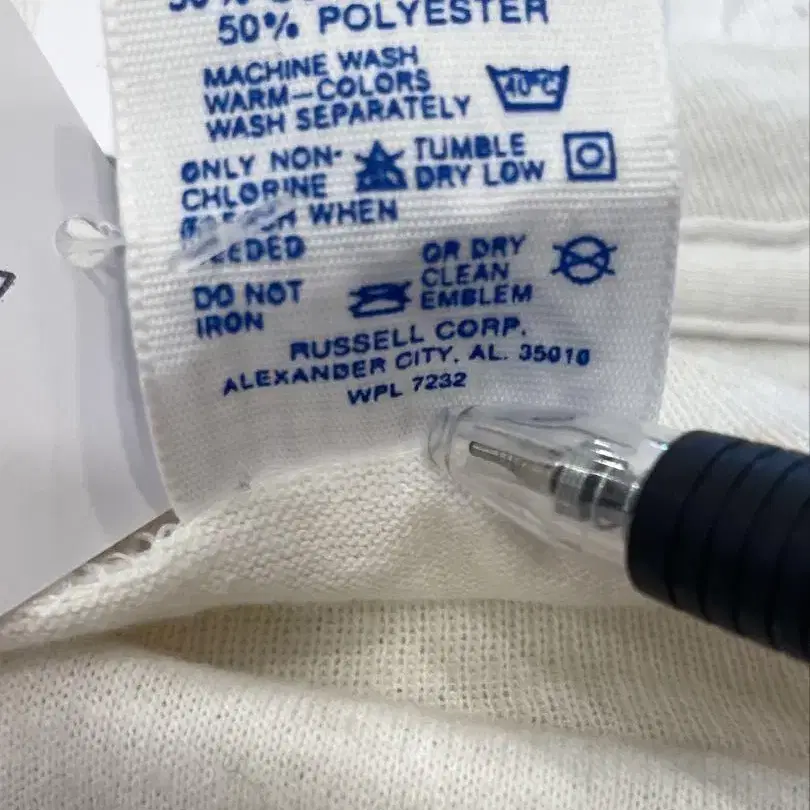 50% POLYESTER
MACHINE WASH
WARM—COLORS
WASH SEPARATELY
40°C
ONLY NON-
CHLORINE
WHEN
NEEDED
TUMBLE
DRY LOW
DO NOT
IRON
OR DRY
CLEAN
EMBLEM
RUSSELL CORP.
ALEXANDER CITY, AL. 35010
WPL 7232